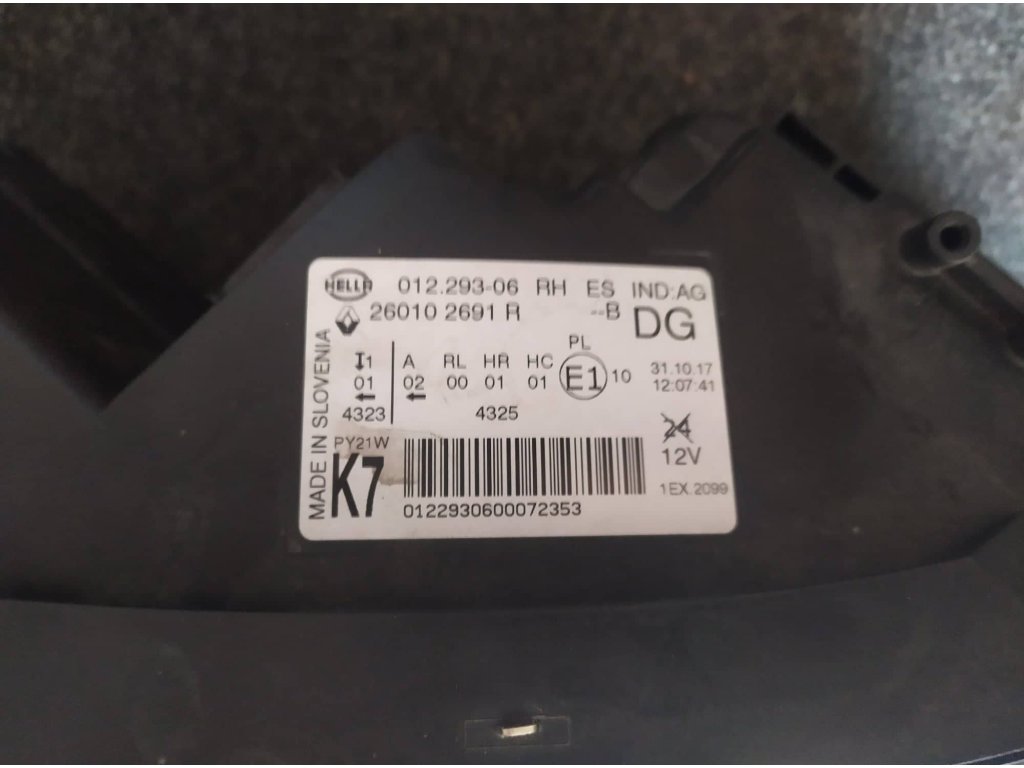 HELLA 012.293-06 RH ES IND:AG
26010 2691 R --B DG
MADE IN SLOVENIA
PL
1 A RL HR HC E1 10 31.10.17
01 02 00 01 01 12:07:41
4323 4325 24
PY21W 12V
K7 1EX.2099
0122930600072353